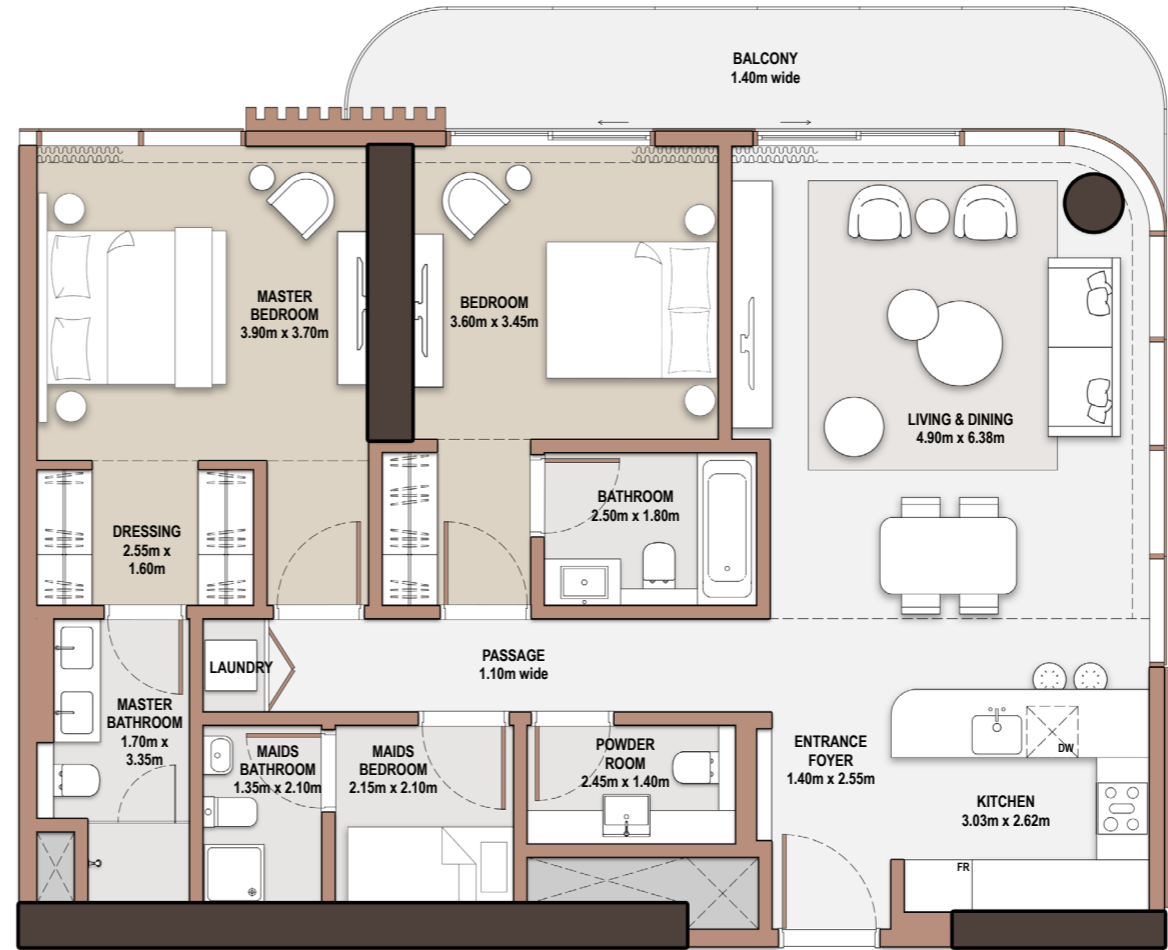 BALCONY
1.40m wide
MASTER
BEDROOM
3.90m x 3.70m
BEDROOM
3.60m x 3.45m
LIVING & DINING
4.90m x 6.38m
DRESSING
2.55m x
1.60m
BATHROOM
2.50m x 1.80m
LAUNDRY
PASSAGE
1.10m wide
MASTER
BATHROOM
1.70m x
3.35m
MAIDS
BATHROOM
1.35m x 2.10m
MAIDS
BEDROOM
2.15m x 2.10m
POWDER
ROOM
2.45m x 1.40m
ENTRANCE
FOYER
1.40m x 2.55m
DW
KITCHEN
3.03m x 2.62m
FR